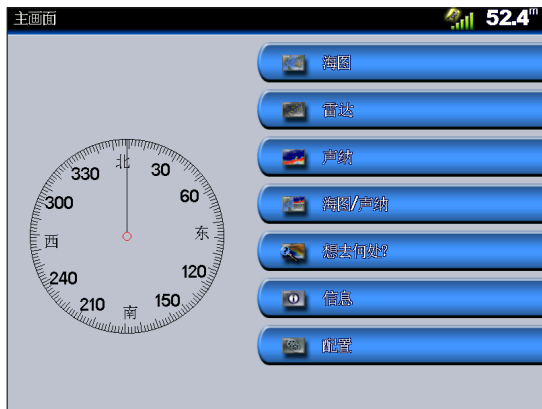 主画面
52.4m
海图
雷达
声纳
海图/声纳
想去何处?
信息
配置
北
330
30
300
60
西
东
240
120
210
150
南